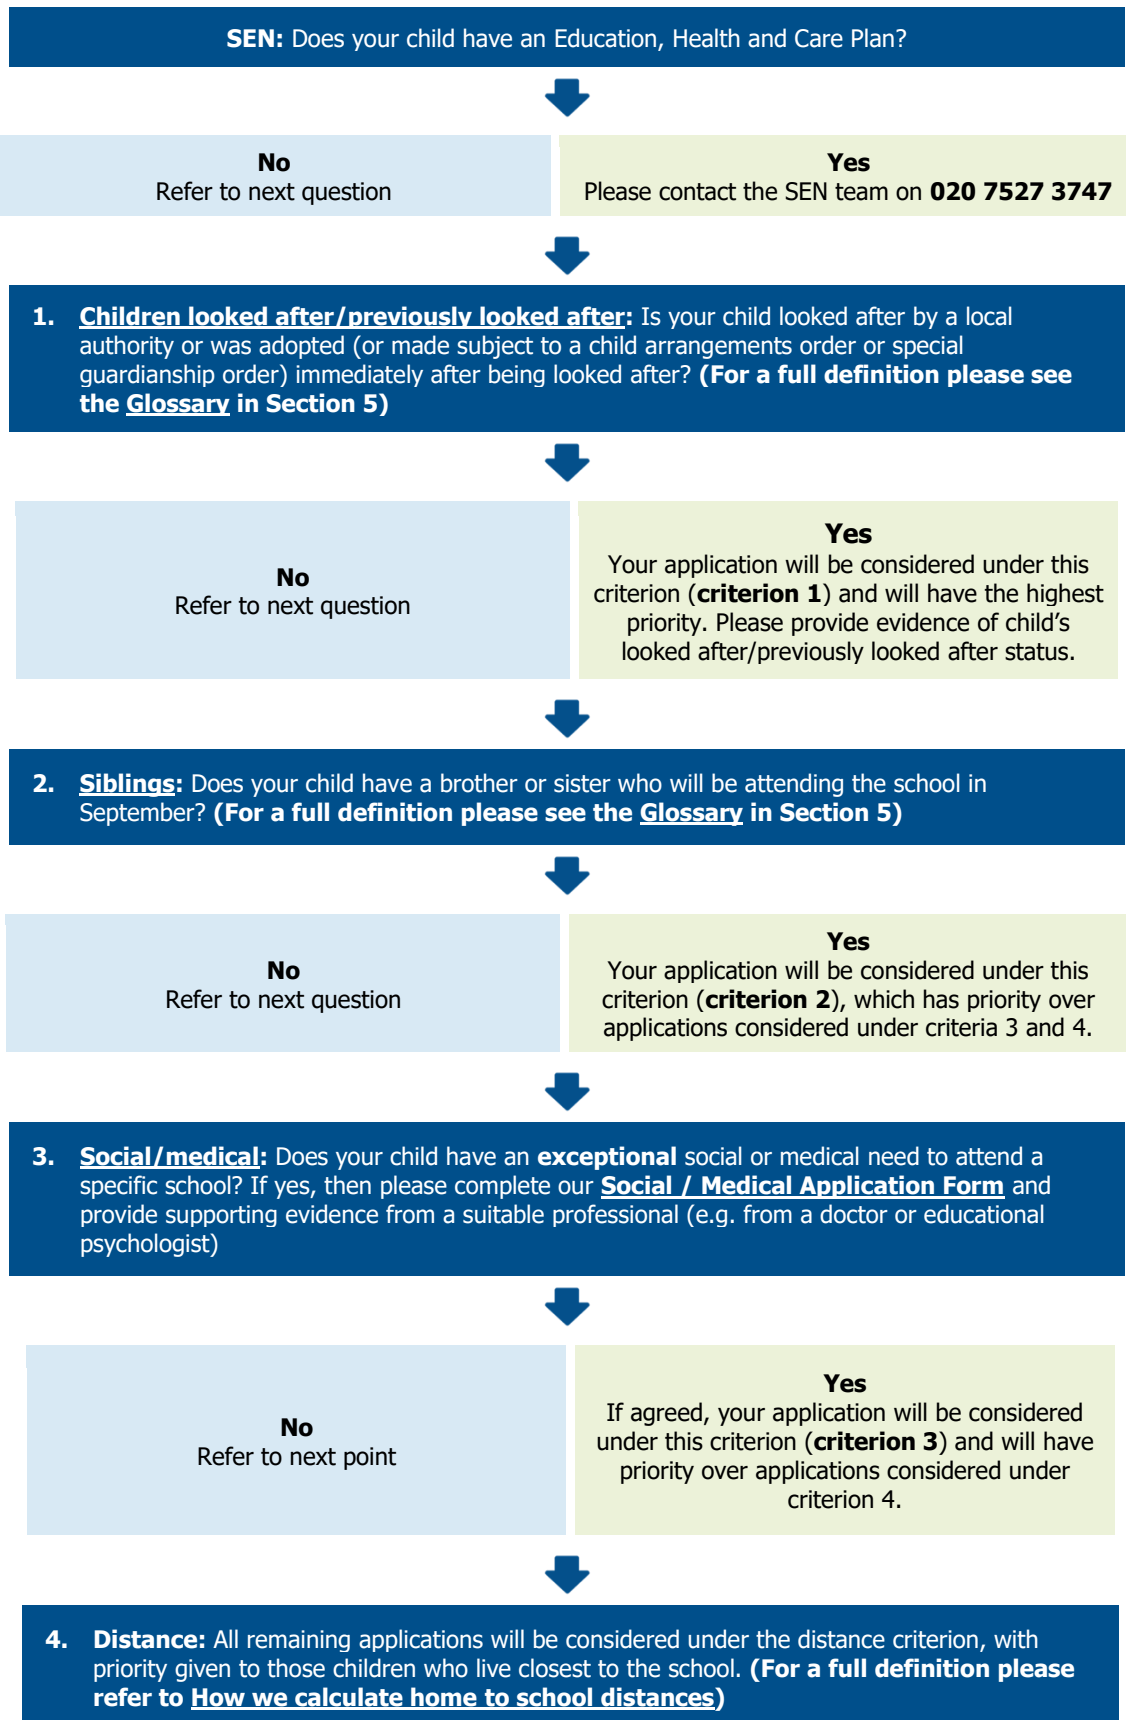 SEN: Does your child have an Education, Health and Care Plan?
No
Refer to next question
Yes
Please contact the SEN team on 020 7527 3747
1. Children looked after/previously looked after: Is your child looked after by a local
authority or was adopted (or made subject to a child arrangements order or special
guardianship order) immediately after being looked after? (For a full definition please see
the Glossary in Section 5)
No
Refer to next question
Yes
Your application will be considered under this
criterion (criterion 1) and will have the highest
priority. Please provide evidence of child’s
looked after/previously looked after status.
2. Siblings: Does your child have a brother or sister who will be attending the school in
September? (For a full definition please see the Glossary in Section 5)
No
Refer to next question
Yes
Your application will be considered under this
criterion (criterion 2), which has priority over
applications considered under criteria 3 and 4.
3. Social/medical: Does your child have an exceptional social or medical need to attend a
specific school? If yes, then please complete our Social / Medical Application Form and
provide supporting evidence from a suitable professional (e.g. from a doctor or educational
psychologist)
No
Refer to next point
Yes
If agreed, your application will be considered
under this criterion (criterion 3) and will have
priority over applications considered under
criterion 4.
4. Distance: All remaining applications will be considered under the distance criterion, with
priority given to those children who live closest to the school. (For a full definition please
refer to How we calculate home to school distances)